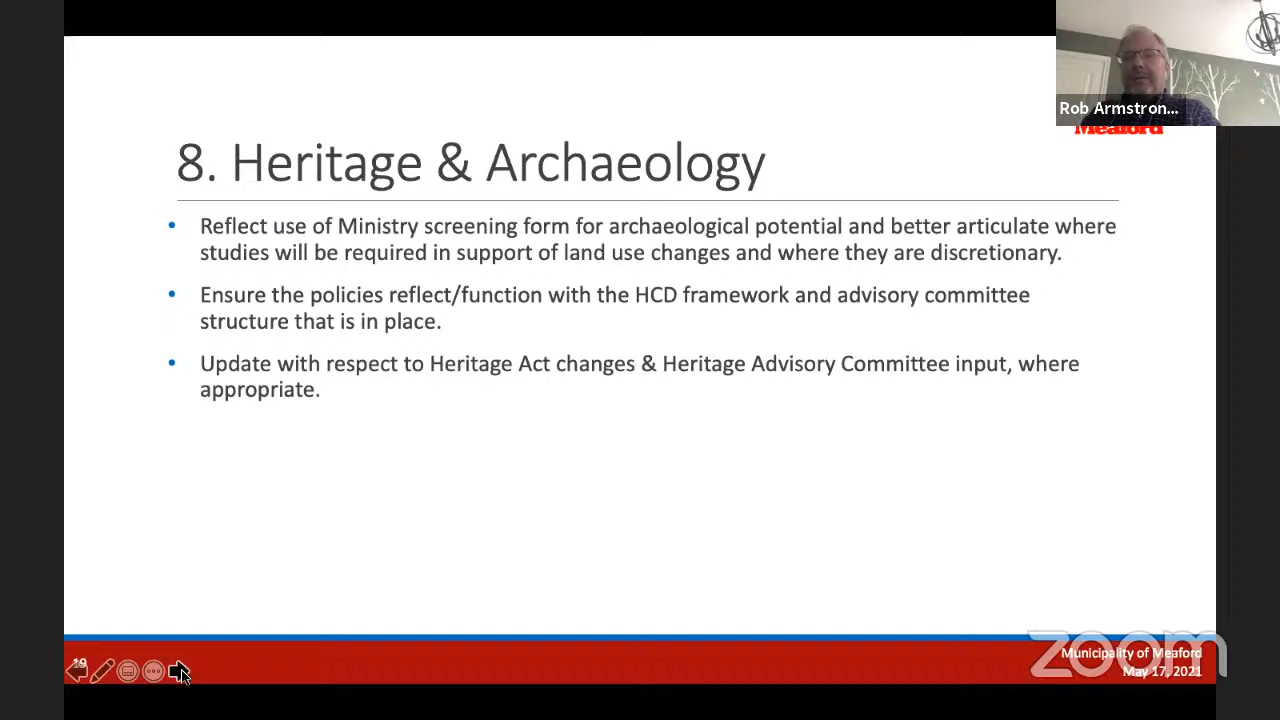 Rob Armstron...
Meaford
8. Heritage & Archaeology
• Reflect use of Ministry screening form for archaeological potential and better articulate where
studies will be required in support of land use changes and where they are discretionary.
• Ensure the policies reflect/function with the HCD framework and advisory committee
structure that is in place.
• Update with respect to Heritage Act changes & Heritage Advisory Committee input, where
appropriate.
19
zoom
Municipality of Meaford
May 17, 2021